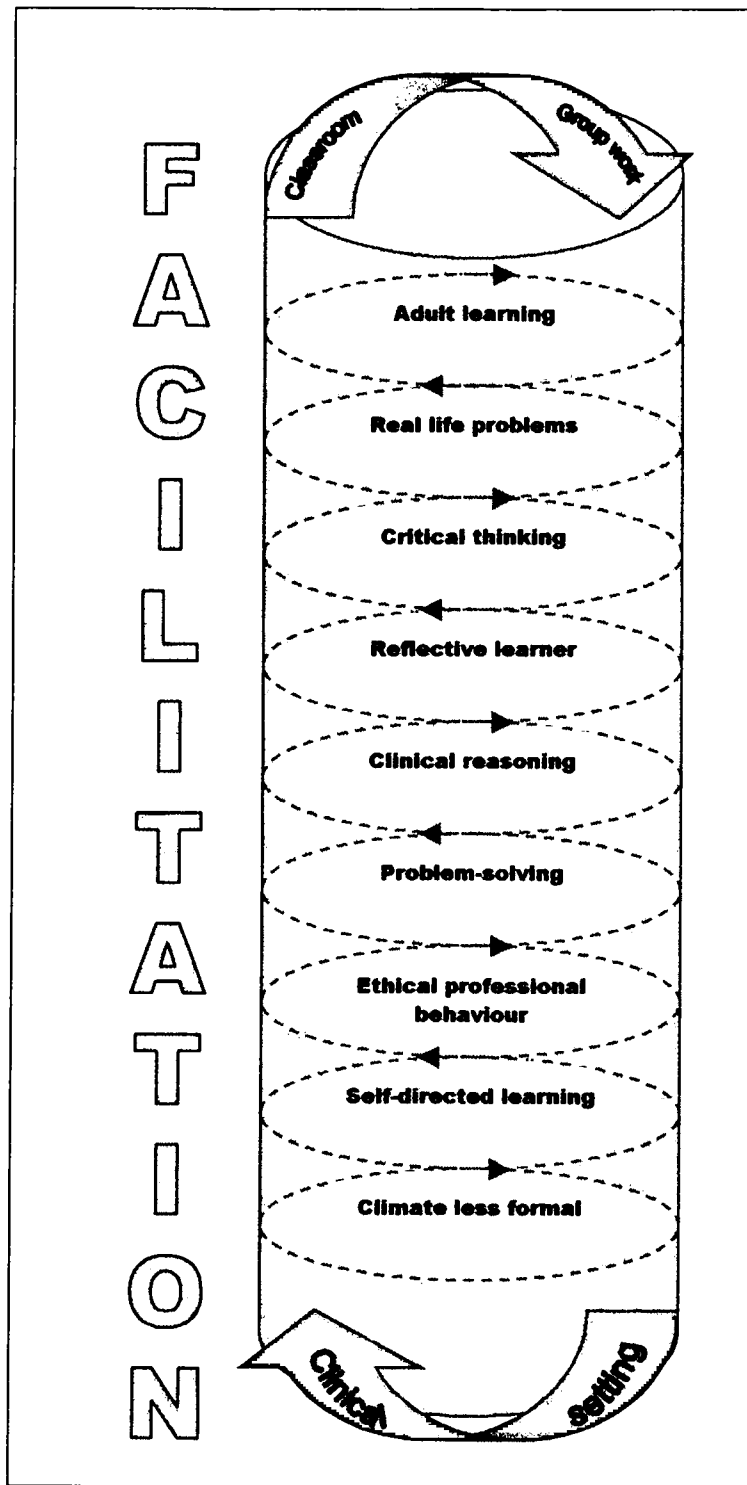 FACILITATION
Classroom
Group work
Adult learning
Real life problems
Critical thinking
Reflective learner
Clinical reasoning
Problem-solving
Ethical professional
behaviour
Self-directed learning
Climate less formal
Clinical
setting